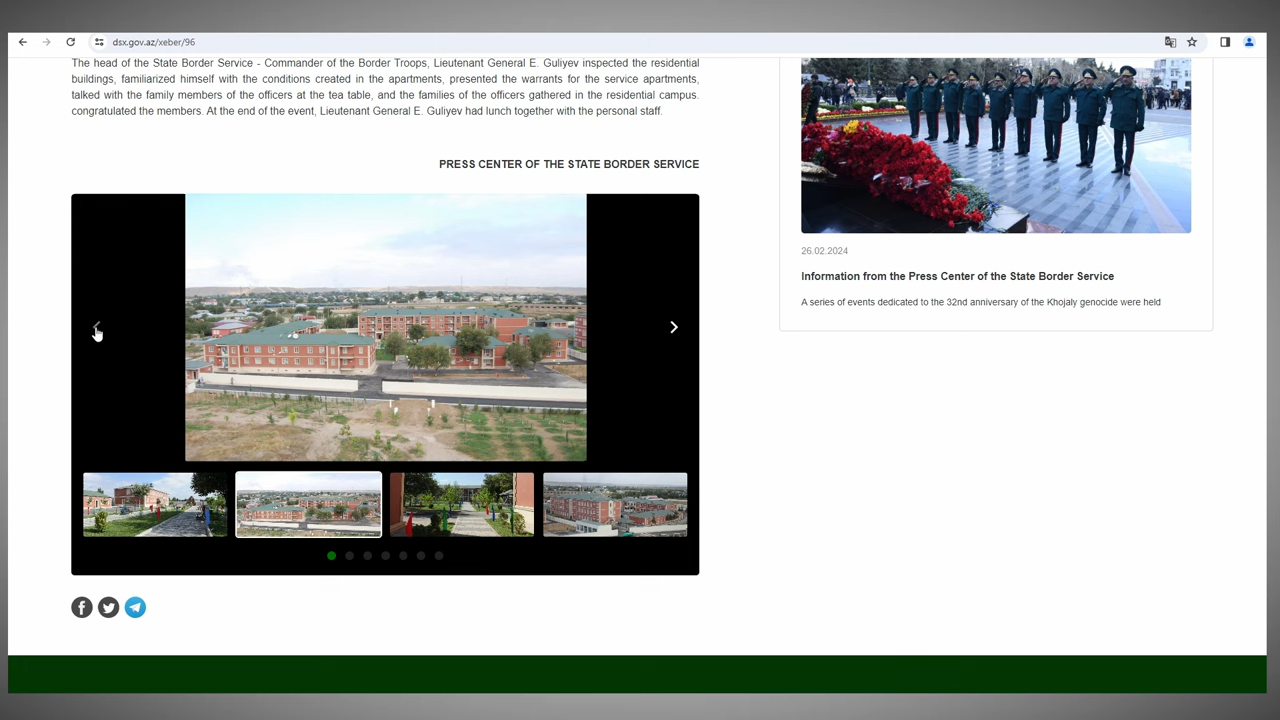 dsx.gov.az/xeber/96
The head of the State Border Service - Commander of the Border Troops, Lieutenant General E. Guliyev inspected the residential
buildings, familiarized himself with the conditions created in the apartments, presented the warrants for the service apartments,
talked with the family members of the officers at the tea table, and the families of the officers gathered in the residential campus.
congratulated the members. At the end of the event, Lieutenant General E. Guliyev had lunch together with the personal staff.
PRESS CENTER OF THE STATE BORDER SERVICE
26.02.2024
Information from the Press Center of the State Border Service
A series of events dedicated to the 32nd anniversary of the Khojaly genocide were held